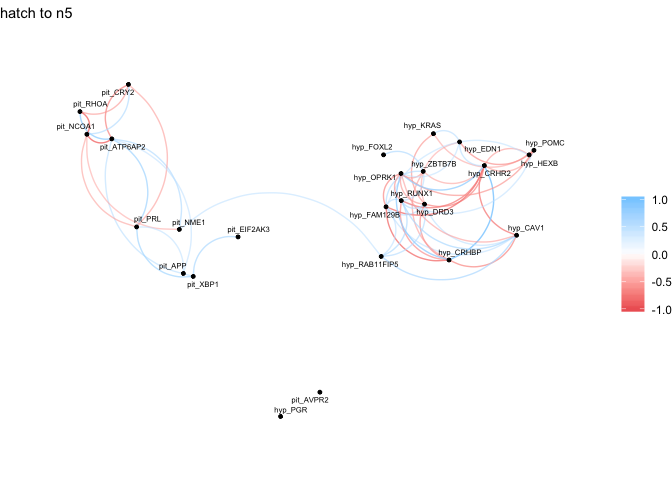 hatch to n5
pit_CRY2
pit_RHOA
pit_NCOA1
pit_ATP6AP2
hyp_KRAS
hyp_EDN1
hyp_POMC
hyp_FOXL2
hyp_HEXB
hyp_ZBTB7B
hyp_CRHR2
hyp_OPRK1
hyp_RUNX1
hyp_FAM129B
hyp_DRD3
pit_PRL
pit_NME1
pit_EIF2AK3
hyp_CAV1
hyp_CRHBP
hyp_RAB11FIP5
pit_APP
pit_XBP1
1.0
0.5
0.0
-0.5
-1.0
pit_AVPR2
hyp_PGR